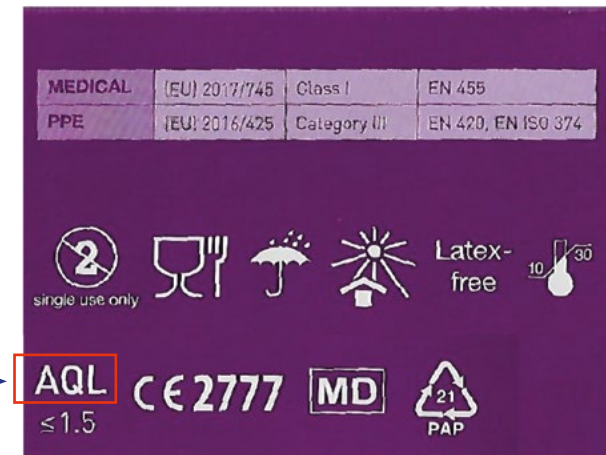 MEDICAL (EU) 2017/745 Class I EN 455
PPE (EU) 2016/425 Category III EN 420, EN ISO 374
2 Latex- 10 30
single use only free
AQL CE 2777 MD 21
≤1.5 PAP